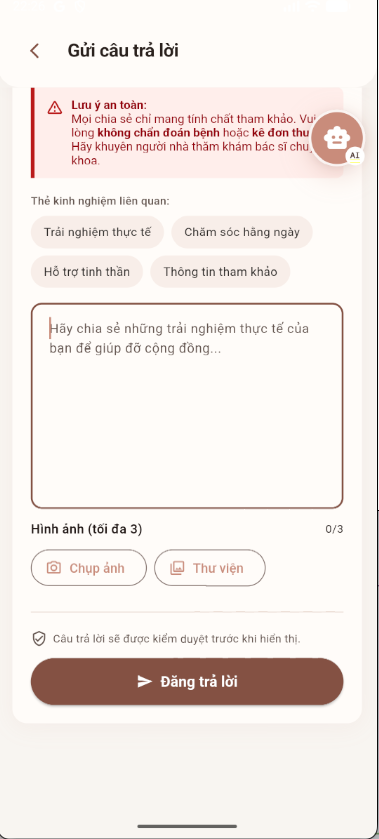 Gửi câu trả lời
Lưu ý an toàn:
Mọi chia sẻ chỉ mang tính chất tham khảo. Vui
lòng không chẩn đoán bệnh hoặc kê đơn thu
Hãy khuyên người nhà thăm khám bác sĩ chu
khoa.
AI
Thẻ kinh nghiệm liên quan:
Trải nghiệm thực tế
Chăm sóc hằng ngày
Hỗ trợ tinh thần
Thông tin tham khảo
Hãy chia sẻ những trải nghiệm thực tế của
bạn để giúp đỡ cộng đồng...
Hình ảnh (tối đa 3)
0/3
Chụp ảnh
Thư viện
Câu trả lời sẽ được kiểm duyệt trước khi hiển thị.
Đăng trả lời